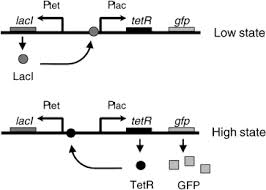 Ptet Plac
lacI tetR gfp
Low state
LacI
Ptet Plac
lacI tetR gfp
High state
TetR GFP